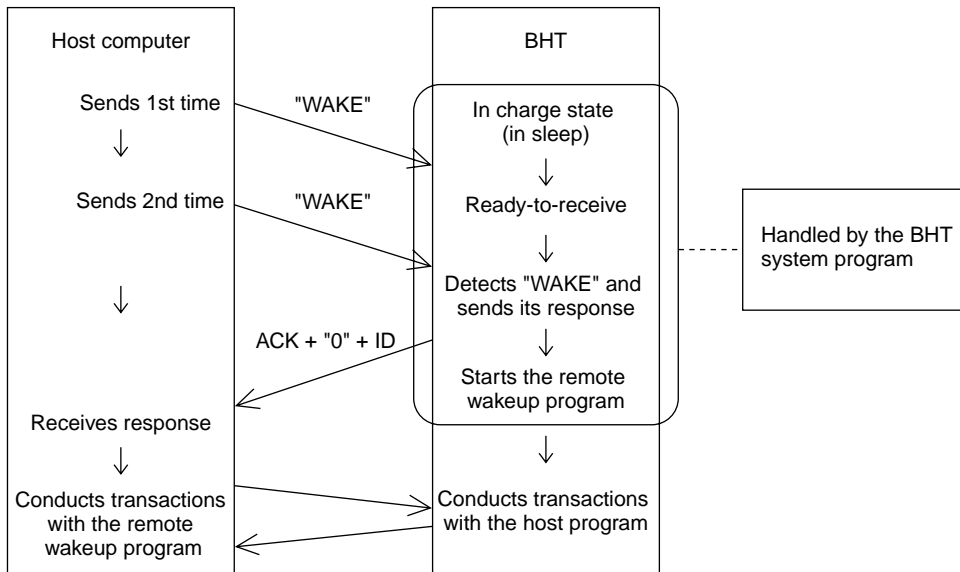 Host computer
BHT
Sends 1st time
"WAKE"
In charge state
(in sleep)
Sends 2nd time
"WAKE"
Ready-to-receive
Handled by the BHT
system program
Detects "WAKE" and
sends its response
ACK + "0" + ID
Starts the remote
wakeup program
Receives response
Conducts transactions
with the remote
wakeup program
Conducts transactions
with the host program